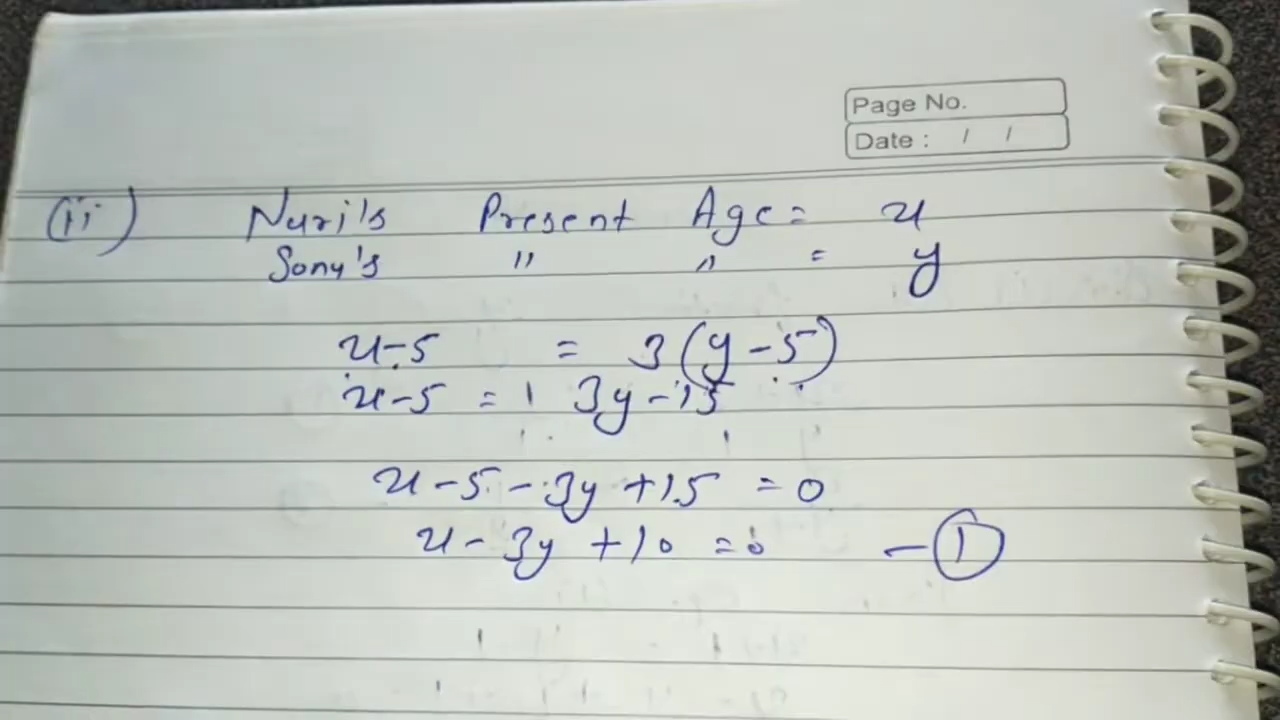 Page No.
Date : / /
(ii) Nuri's Present Age = x
Sony's " " = y
x-5 = 3(y-5)
x-5 = 3y-15
x-5-3y+15 = 0
x-3y+10=0 -①